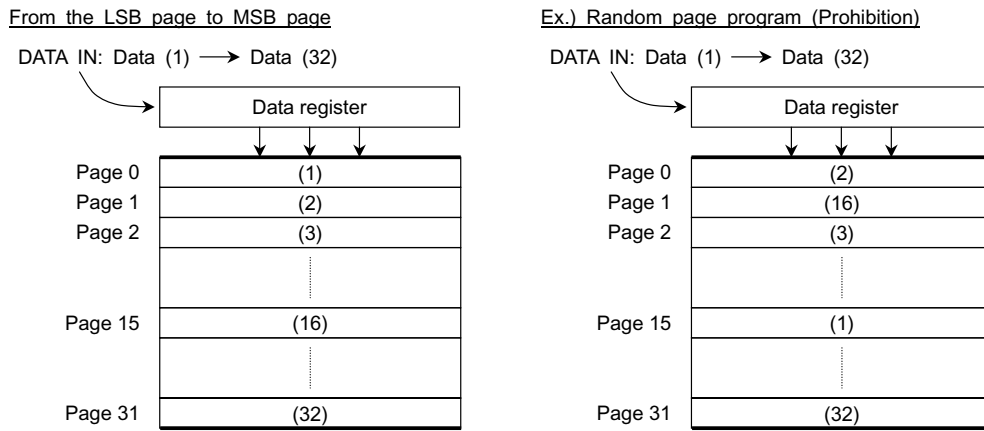 From the LSB page to MSB page
DATA IN: Data (1) → Data (32)
Data register
Page 0 (1)
Page 1 (2)
Page 2 (3)
Page 15 (16)
Page 31 (32)
Ex.) Random page program (Prohibition)
DATA IN: Data (1) → Data (32)
Data register
Page 0 (2)
Page 1 (16)
Page 2 (3)
Page 15 (1)
Page 31 (32)